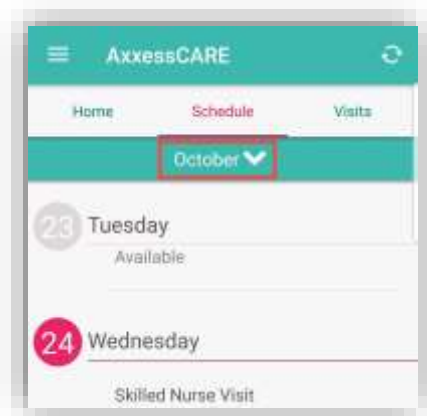 AxxessCARE
Home Schedule Visits
October
23 Tuesday
Available
24 Wednesday
Skilled Nurse Visit